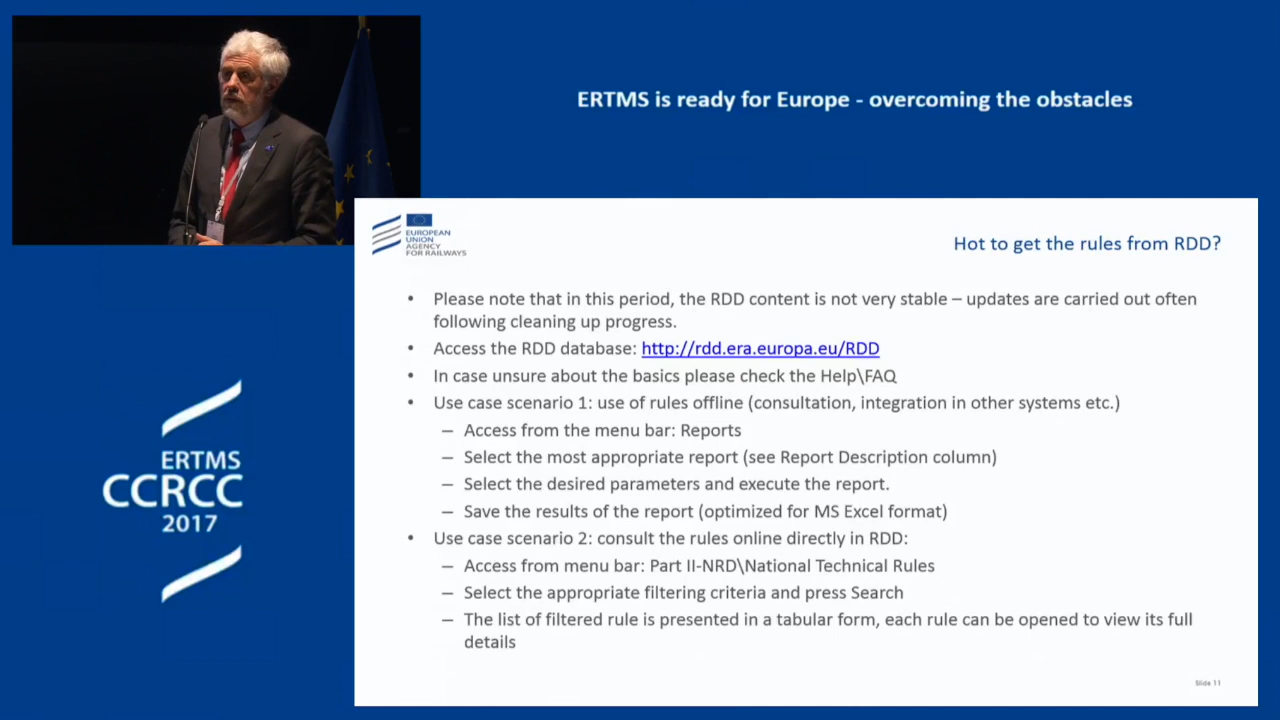 ERTMS is ready for Europe - overcoming the obstacles
EUROPEAN
UNION
AGENCY
FOR RAILWAYS
Hot to get the rules from RDD?
• Please note that in this period, the RDD content is not very stable – updates are carried out often
following cleaning up progress.
• Access the RDD database: http://rdd.era.europa.eu/RDD
• In case unsure about the basics please check the Help\FAQ
• Use case scenario 1: use of rules offline (consultation, integration in other systems etc.)
– Access from the menu bar: Reports
– Select the most appropriate report (see Report Description column)
– Select the desired parameters and execute the report.
– Save the results of the report (optimized for MS Excel format)
• Use case scenario 2: consult the rules online directly in RDD:
– Access from menu bar: Part II-NRD\National Technical Rules
– Select the appropriate filtering criteria and press Search
– The list of filtered rule is presented in a tabular form, each rule can be opened to view its full
details
Slide 11
ERTMS
CCRCC
2017